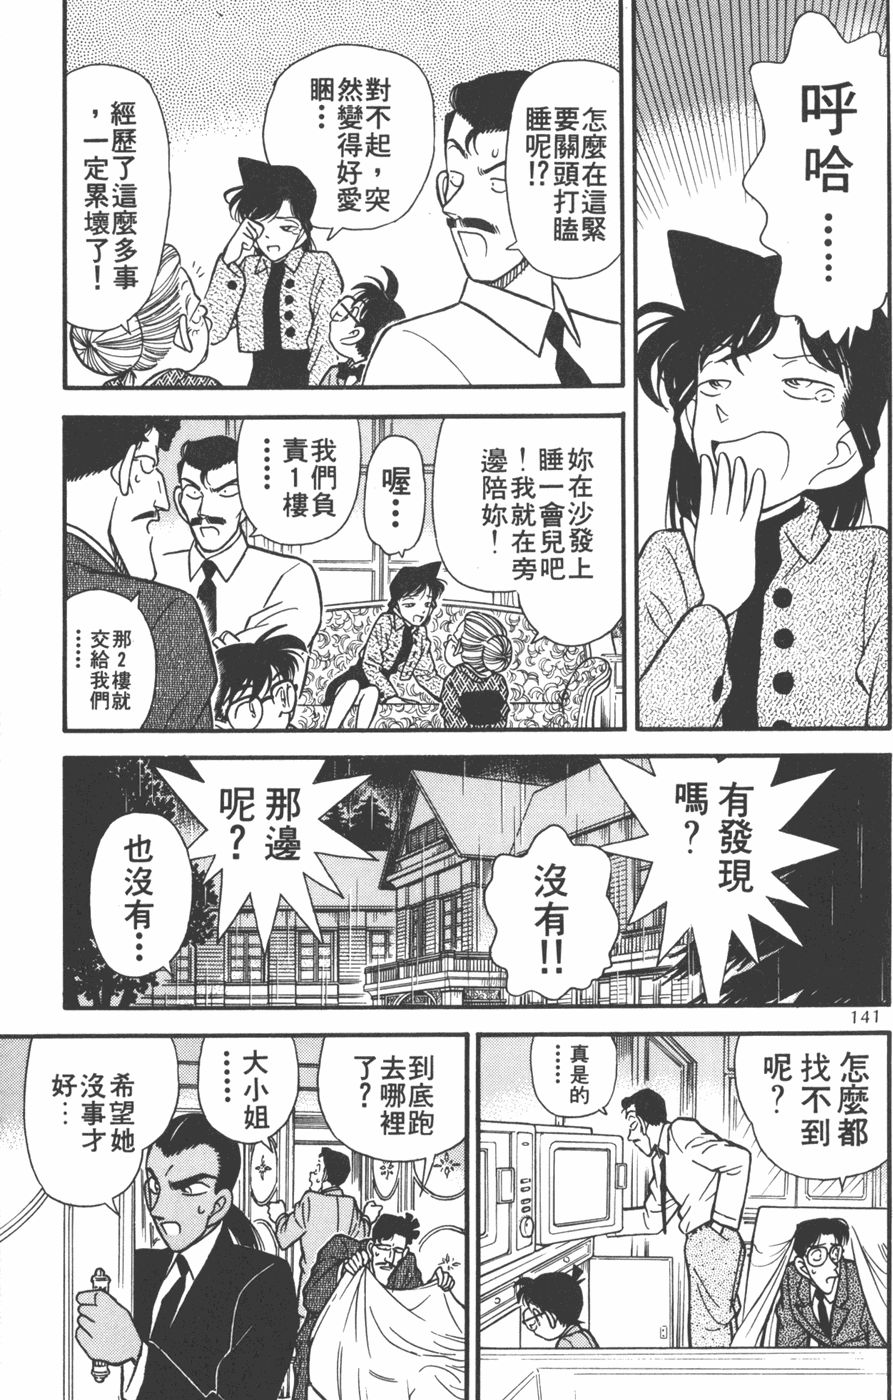 呼哈……
怎麼在這緊
要關頭打瞌
睡呢!?
對不起，突
然變得好愛
睏…
經歷了這麼多事
，一定累壞了！
妳在沙發上
睡一會兒吧
！我就在旁
邊陪妳！
喔…
我們負
責1樓
……
那2樓就
交給我們
……
有發現
嗎？
沒有!!
那邊
呢？
也沒有…
141
怎麼都
找不到
呢？
真是的
……
到底跑
去哪裡
了？
大小姐
……
希望她
沒事才
好…